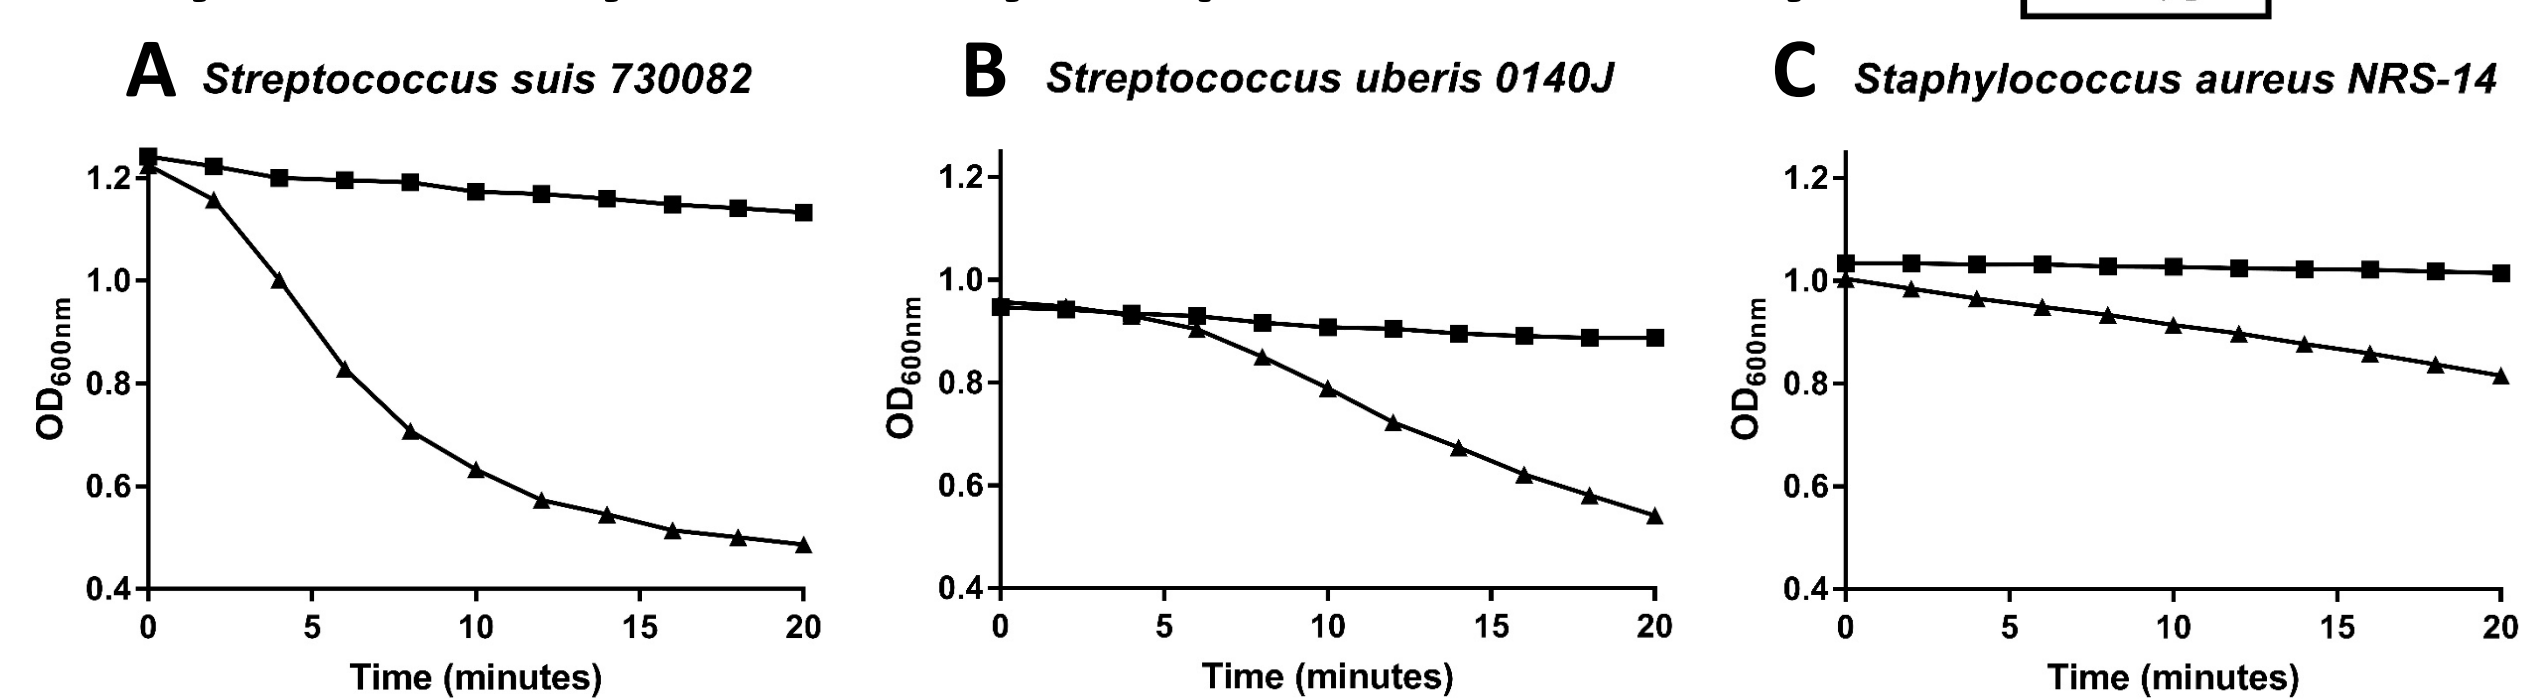 A Streptococcus suis 730082
1.2
1.0
0.8
0.6
0.4
OD600nm
0 5 10 15 20
Time (minutes)
B Streptococcus uberis 0140J
1.2
1.0
0.8
0.6
0.4
OD600nm
0 5 10 15 20
Time (minutes)
C Staphylococcus aureus NRS-14
1.2
1.0
0.8
0.6
0.4
OD600nm
0 5 10 15 20
Time (minutes)